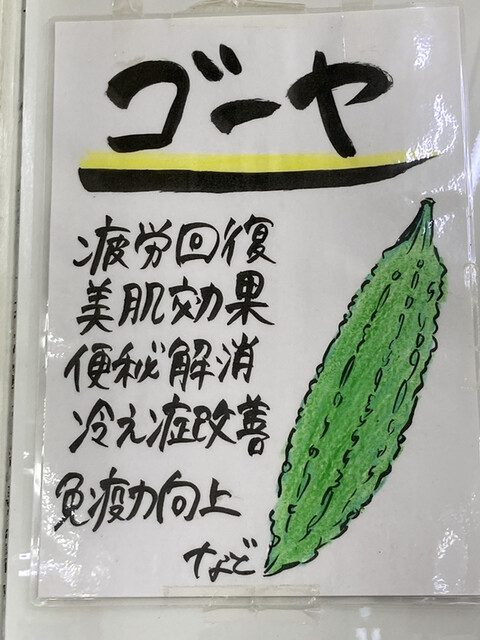 ゴーヤ
疲労回復
美肌効果
便秘解消
冷え症改善
免疫力向上
など